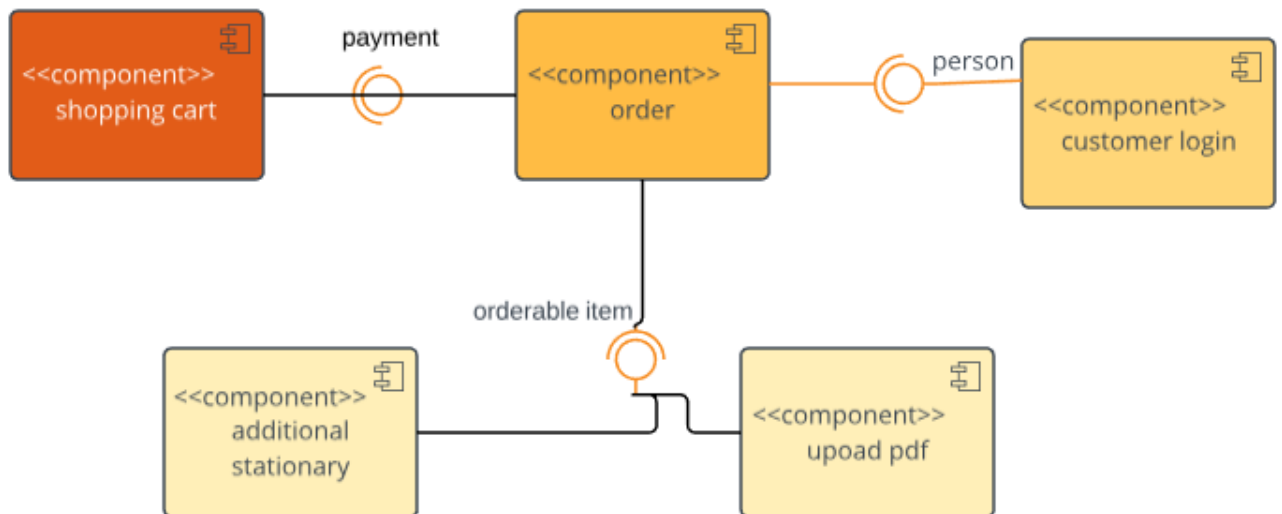 <<component>>
shopping cart
payment
<<component>>
order
person
<<component>>
customer login
orderable item
<<component>>
additional
stationary
<<component>>
upoad pdf